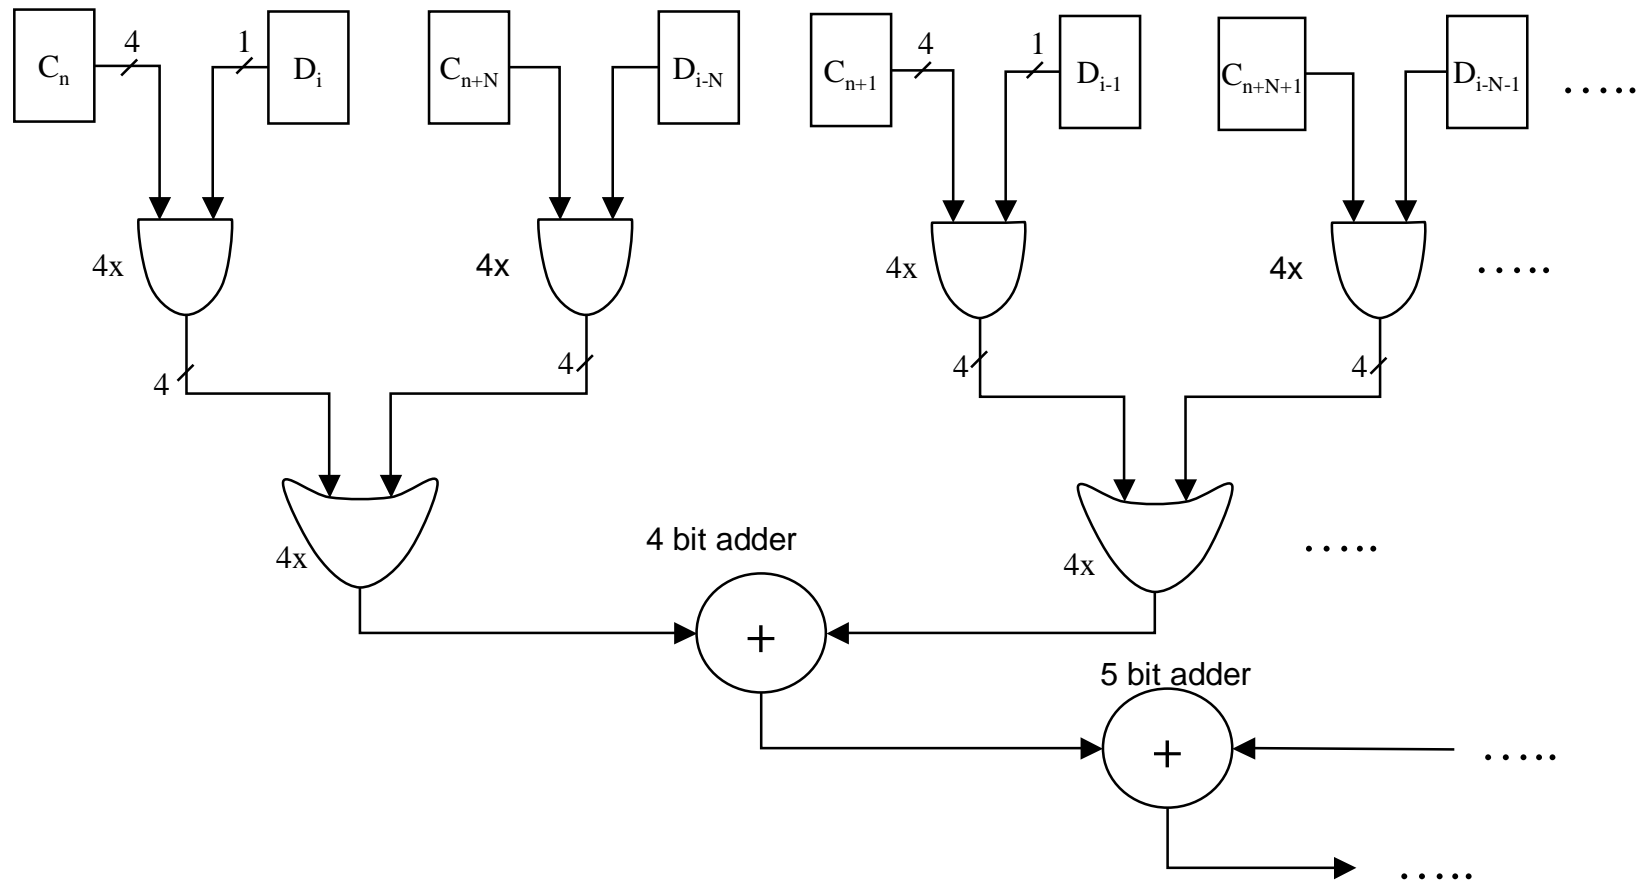 4 1 4 1
C_n D_i C_{n+N} D_{i-N} C_{n+1} D_{i-1} C_{n+N+1} D_{i-N-1} .....
4x 4x 4x 4x .....
4 4 4 4
4 bit adder
4x 4x .....
+
5 bit adder
+ .....
.....